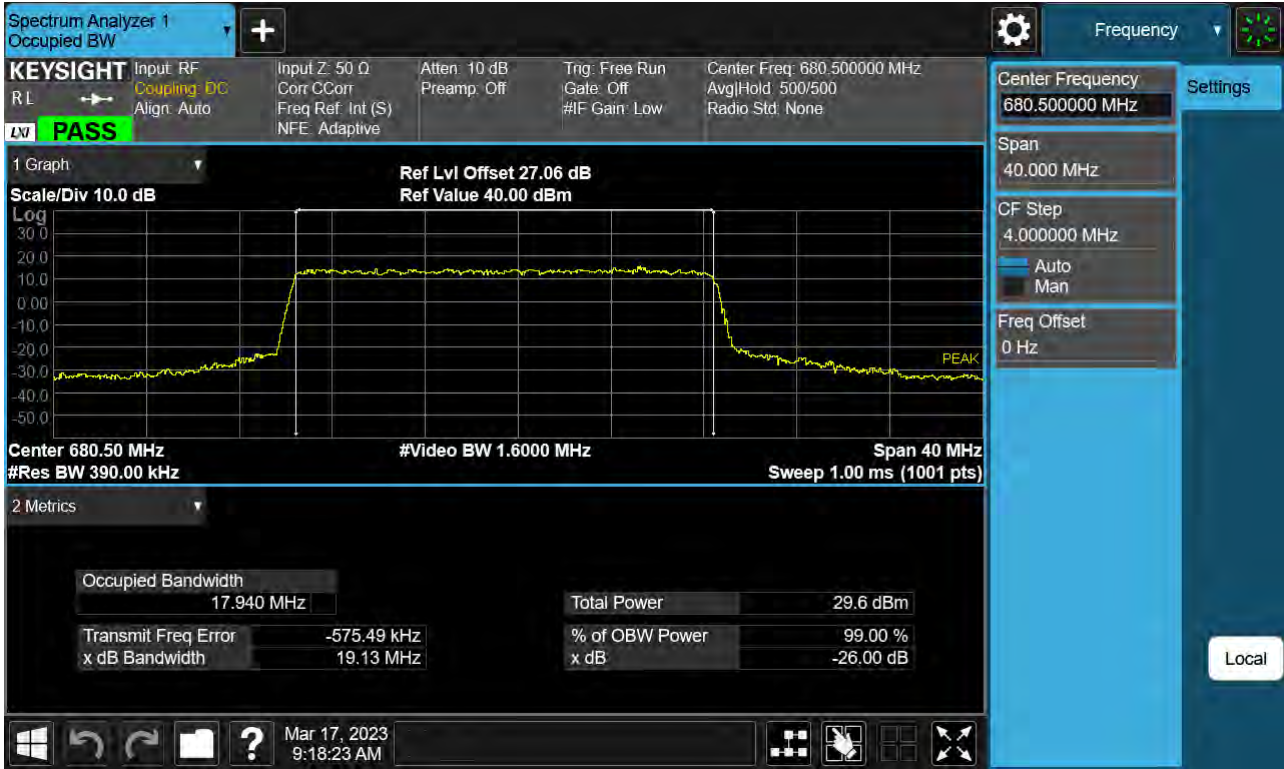 Spectrum Analyzer 1
Occupied BW
+
Frequency
KEYSIGHT
R L
LXI
PASS
Input: RF
Coupling: DC
Align: Auto
Input Z: 50 Ω
Corr CCorr
Freq Ref: Int (S)
NFE: Adaptive
Atten: 10 dB
Preamp: Off
Trig: Free Run
Gate: Off
#IF Gain: Low
Center Freq: 680.500000 MHz
Avg|Hold: 500/500
Radio Std: None
Center Frequency
680.500000 MHz
Settings
Span
40.000 MHz
CF Step
4.000000 MHz
Auto
Man
Freq Offset
0 Hz
1 Graph
Scale/Div 10.0 dB
Ref Lvl Offset 27.06 dB
Ref Value 40.00 dBm
Log
30.0
20.0
10.0
0.00
-10.0
-20.0
-30.0
-40.0
-50.0
PEAK
Center 680.50 MHz
#Video BW 1.6000 MHz
Span 40 MHz
#Res BW 390.00 kHz
Sweep 1.00 ms (1001 pts)
2 Metrics
Occupied Bandwidth
17.940 MHz
Total Power 29.6 dBm
Transmit Freq Error -575.49 kHz
% of OBW Power 99.00 %
x dB Bandwidth 19.13 MHz
x dB -26.00 dB
Local
?
Mar 17, 2023
9:18:23 AM